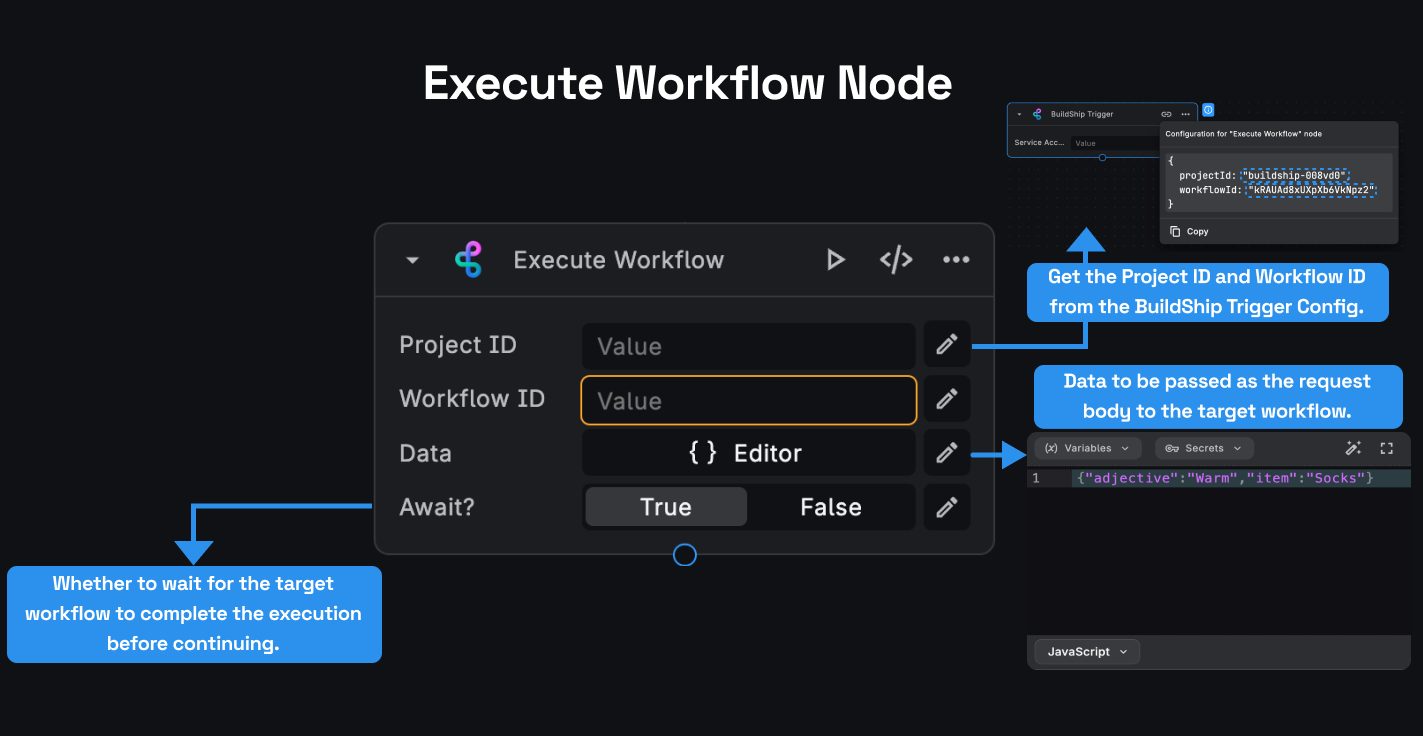 Execute Workflow Node
BuildShip Trigger
Service Acc... Value
Configuration for "Execute Workflow" node
{
projectId: "buildship-008vd0",
workflowId: "kRAUAd8xUXpXb6VkNpz2",
}
Copy
Get the Project ID and Workflow ID
from the BuildShip Trigger Config.
Execute Workflow
Project ID Value
Workflow ID Value
Data { } Editor
Await? True False
Data to be passed as the request
body to the target workflow.
(x) Variables Secrets
1 {"adjective":"Warm","item":"Socks"}
JavaScript
Whether to wait for the target
workflow to complete the execution
before continuing.